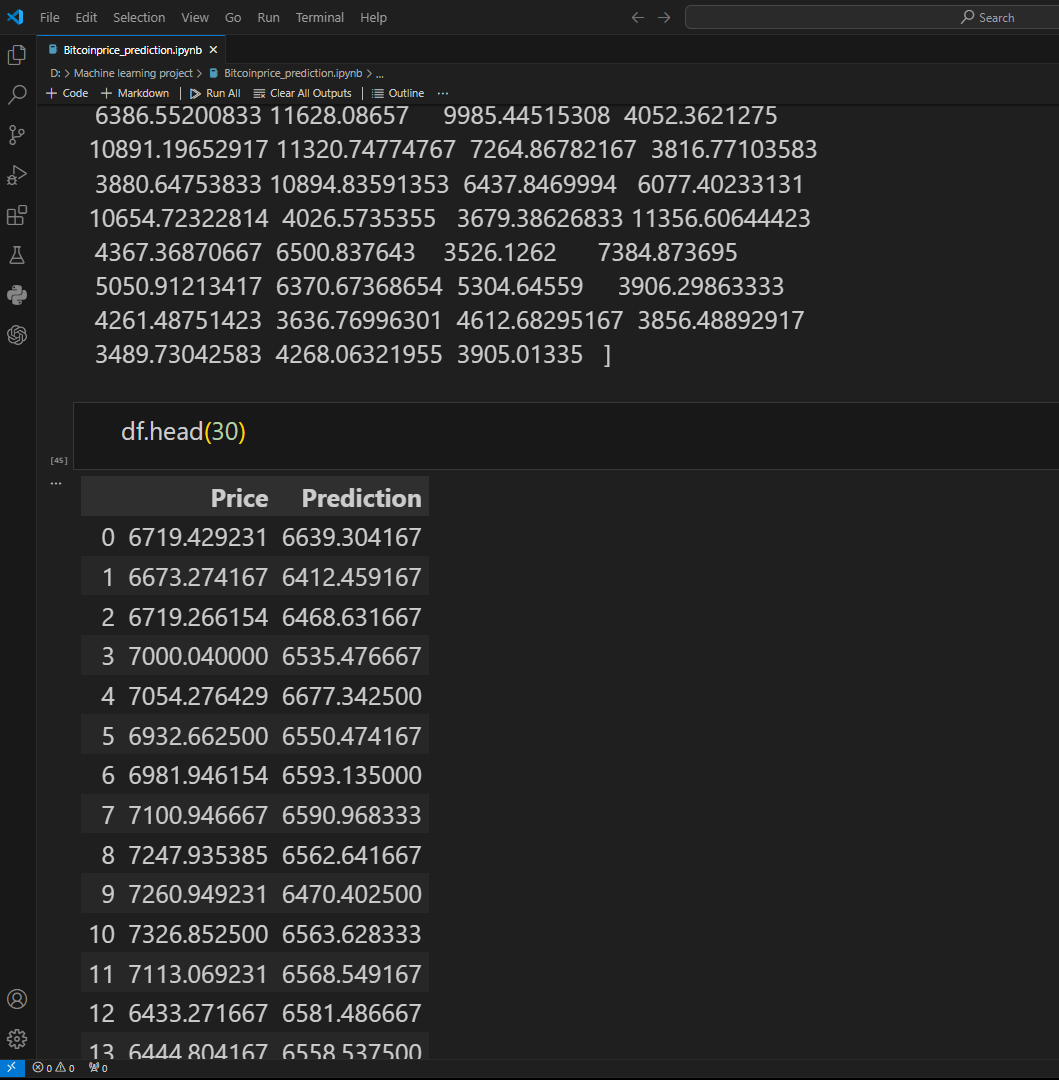 File Edit Selection View Go Run Terminal Help Search
Bitcoinprice_prediction.ipynb
D: > Machine learning project > Bitcoinprice_prediction.ipynb > ...
+ Code + Markdown | Run All Clear All Outputs | Outline ...
6386.55200833 11628.08657 9985.44515308 4052.3621275
10891.19652917 11320.74774767 7264.86782167 3816.77103583
3880.64753833 10894.83591353 6437.8469994 6077.40233131
10654.72322814 4026.5735355 3679.38626833 11356.60644423
4367.36870667 6500.837643 3526.1262 7384.873695
5050.91213417 6370.67368654 5304.64559 3906.29863333
4261.48751423 3636.76996301 4612.68295167 3856.48892917
3489.73042583 4268.06321955 3905.01335 ]
df.head(30)
[45]
...
Price Prediction
0 6719.429231 6639.304167
1 6673.274167 6412.459167
2 6719.266154 6468.631667
3 7000.040000 6535.476667
4 7054.276429 6677.342500
5 6932.662500 6550.474167
6 6981.946154 6593.135000
7 7100.946667 6590.968333
8 7247.935385 6562.641667
9 7260.949231 6470.402500
10 7326.852500 6563.628333
11 7113.069231 6568.549167
12 6433.271667 6581.486667
13 6444.804167 6558.537500
0 0 0